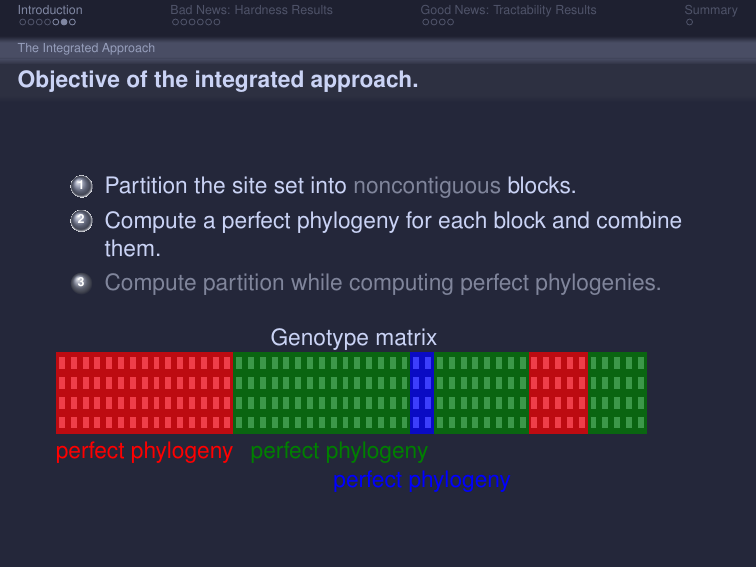 Introduction Bad News: Hardness Results Good News: Tractability Results Summary
The Integrated Approach
Objective of the integrated approach.
1 Partition the site set into noncontiguous blocks.
2 Compute a perfect phylogeny for each block and combine
them.
3 Compute partition while computing perfect phylogenies.
Genotype matrix
perfect phylogeny perfect phylogeny
perfect phylogeny